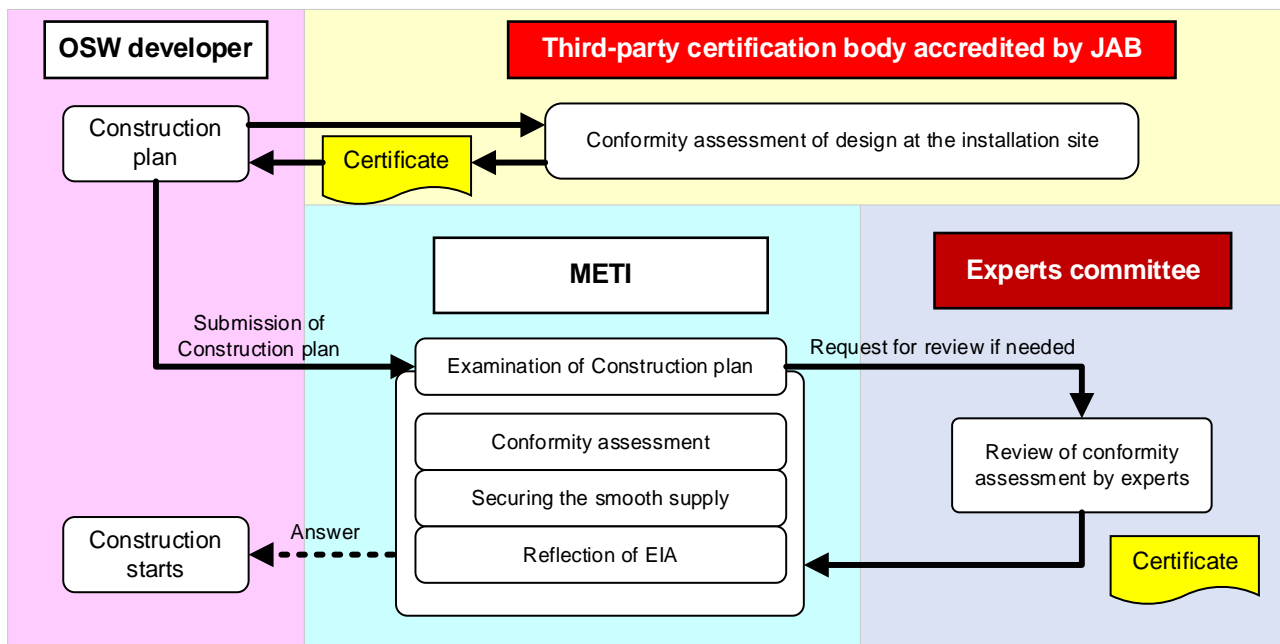 OSW developer
Third-party certification body accredited by JAB
Construction
plan
Certificate
Conformity assessment of design at the installation site
METI
Experts committee
Submission of
Construction plan
Examination of Construction plan
Request for review if needed
Conformity assessment
Securing the smooth supply
Reflection of EIA
Review of conformity
assessment by experts
Answer
Construction
starts
Certificate